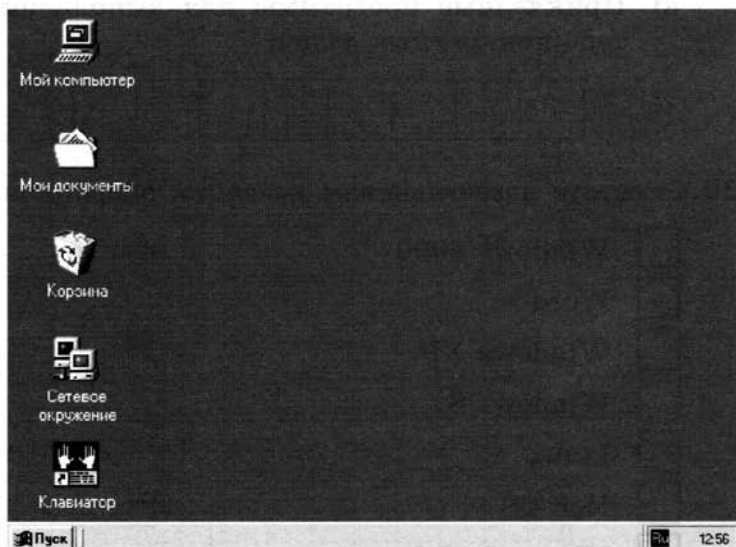 Мой компьютер
Мои документы
Корзина
Сетевое
окружение
Клавиатор
Пуск
Ru
12:56